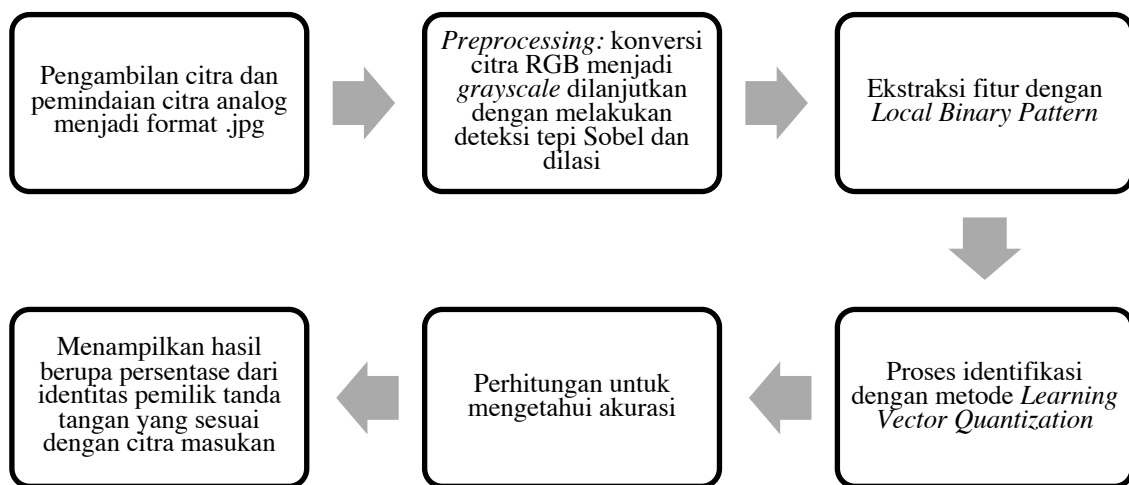 Pengambilan citra dan
pemindaian citra analog
menjadi format .jpg
Preprocessing: konversi
citra RGB menjadi
grayscale dilanjutkan
dengan melakukan
deteksi tepi Sobel dan
dilasi
Ekstraksi fitur dengan
Local Binary Pattern
Proses identifikasi
dengan metode Learning
Vector Quantization
Perhitungan untuk
mengetahui akurasi
Menampilkan hasil
berupa persentase dari
identitas pemilik tanda
tangan yang sesuai
dengan citra masukan